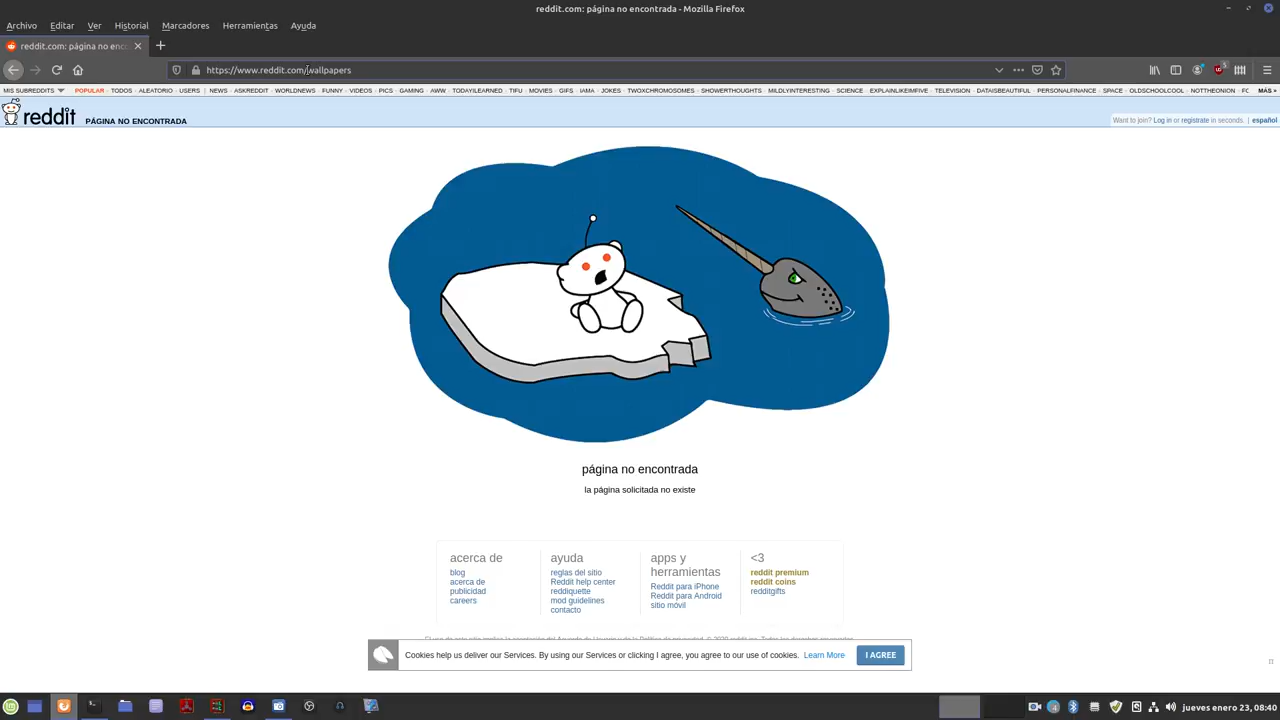 reddit.com: página no encontrada - Mozilla Firefox
Archivo Editar Ver Historial Marcadores Herramientas Ayuda
reddit.com: página no enco
https://www.reddit.com/wallpapers
MIS SUBREDDITS POPULAR - TODOS - ALEATORIO - USERS | NEWS - ASKREDDIT - WORLDNEWS - FUNNY - VIDEOS - PICS - GAMING - AWW - TODAYILEARNED - TIFU - MOVIES - GIFS - IAMA - JOKES - TWOXCHROMOSOMES - SHOWERTHOUGHTS - MILDLYINTERESTING - SCIENCE - EXPLAINLIKEIMFIVE - TELEVISION - DATAISBEAUTIFUL - PERSONALFINANCE - SPACE - OLDSCHOOLCOOL - NOTTHEONION - MÁS »
reddit PÁGINA NO ENCONTRADA
Want to join? Log in or regístrate in seconds. | español
página no encontrada
la página solicitada no existe
acerca de
blog
acerca de
publicidad
careers
ayuda
reglas del sitio
Reddit help center
reddiquette
mod guidelines
contacto
apps y
herramientas
Reddit para iPhone
Reddit para Android
sitio móvil
<3
reddit premium
reddit coins
redditgifts
Cookies help us deliver our Services. By using our Services or clicking I agree, you agree to our use of cookies. Learn More I AGREE
π
jueves enero 23, 08:40